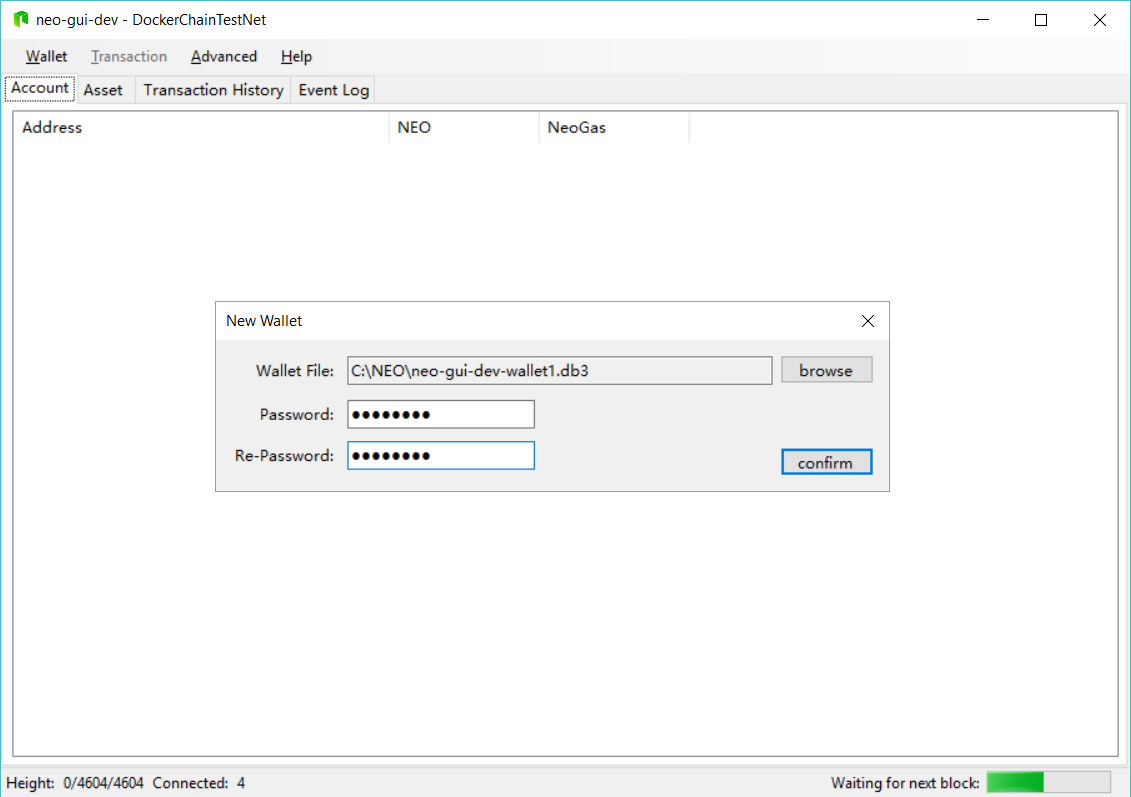 neo-gui-dev - DockerChainTestNet
Wallet Transaction Advanced Help
Account Asset Transaction History Event Log
Address NEO NeoGas
New Wallet
Wallet File: C:\NEO\neo-gui-dev-wallet1.db3 browse
Password: ●●●●●●●●
Re-Password: ●●●●●●●●
confirm
Height: 0/4604/4604 Connected: 4 Waiting for next block: